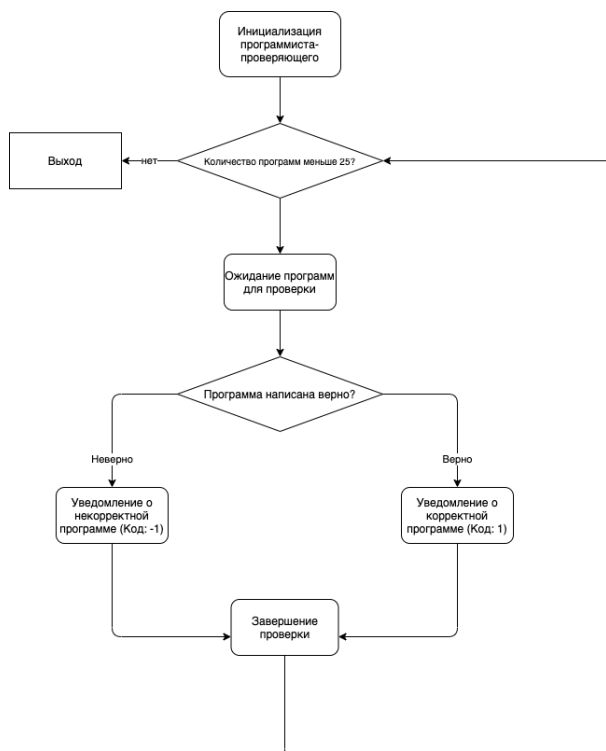 Инициализация
программиста-
проверяющего
Выход
нет
Количество программ меньше 25?
Ожидание программ
для проверки
Программа написана верно?
Неверно
Верно
Уведомление о
некорректной
программе (Код: -1)
Уведомление о
корректной
программе (Код: 1)
Завершение
проверки